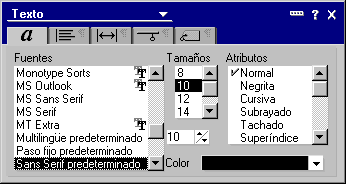 Texto
? X
a
Fuentes Tamaños Atributos
Monotype Sorts
MS Outlook
MS Sans Serif
MS Serif
MT Extra
Multilingüe predeterminado
Paso fijo predeterminado
Sans Serif predeterminado
8
10
12
14
10
Normal
Negrita
Cursiva
Subrayado
Tachado
Superíndice
Color